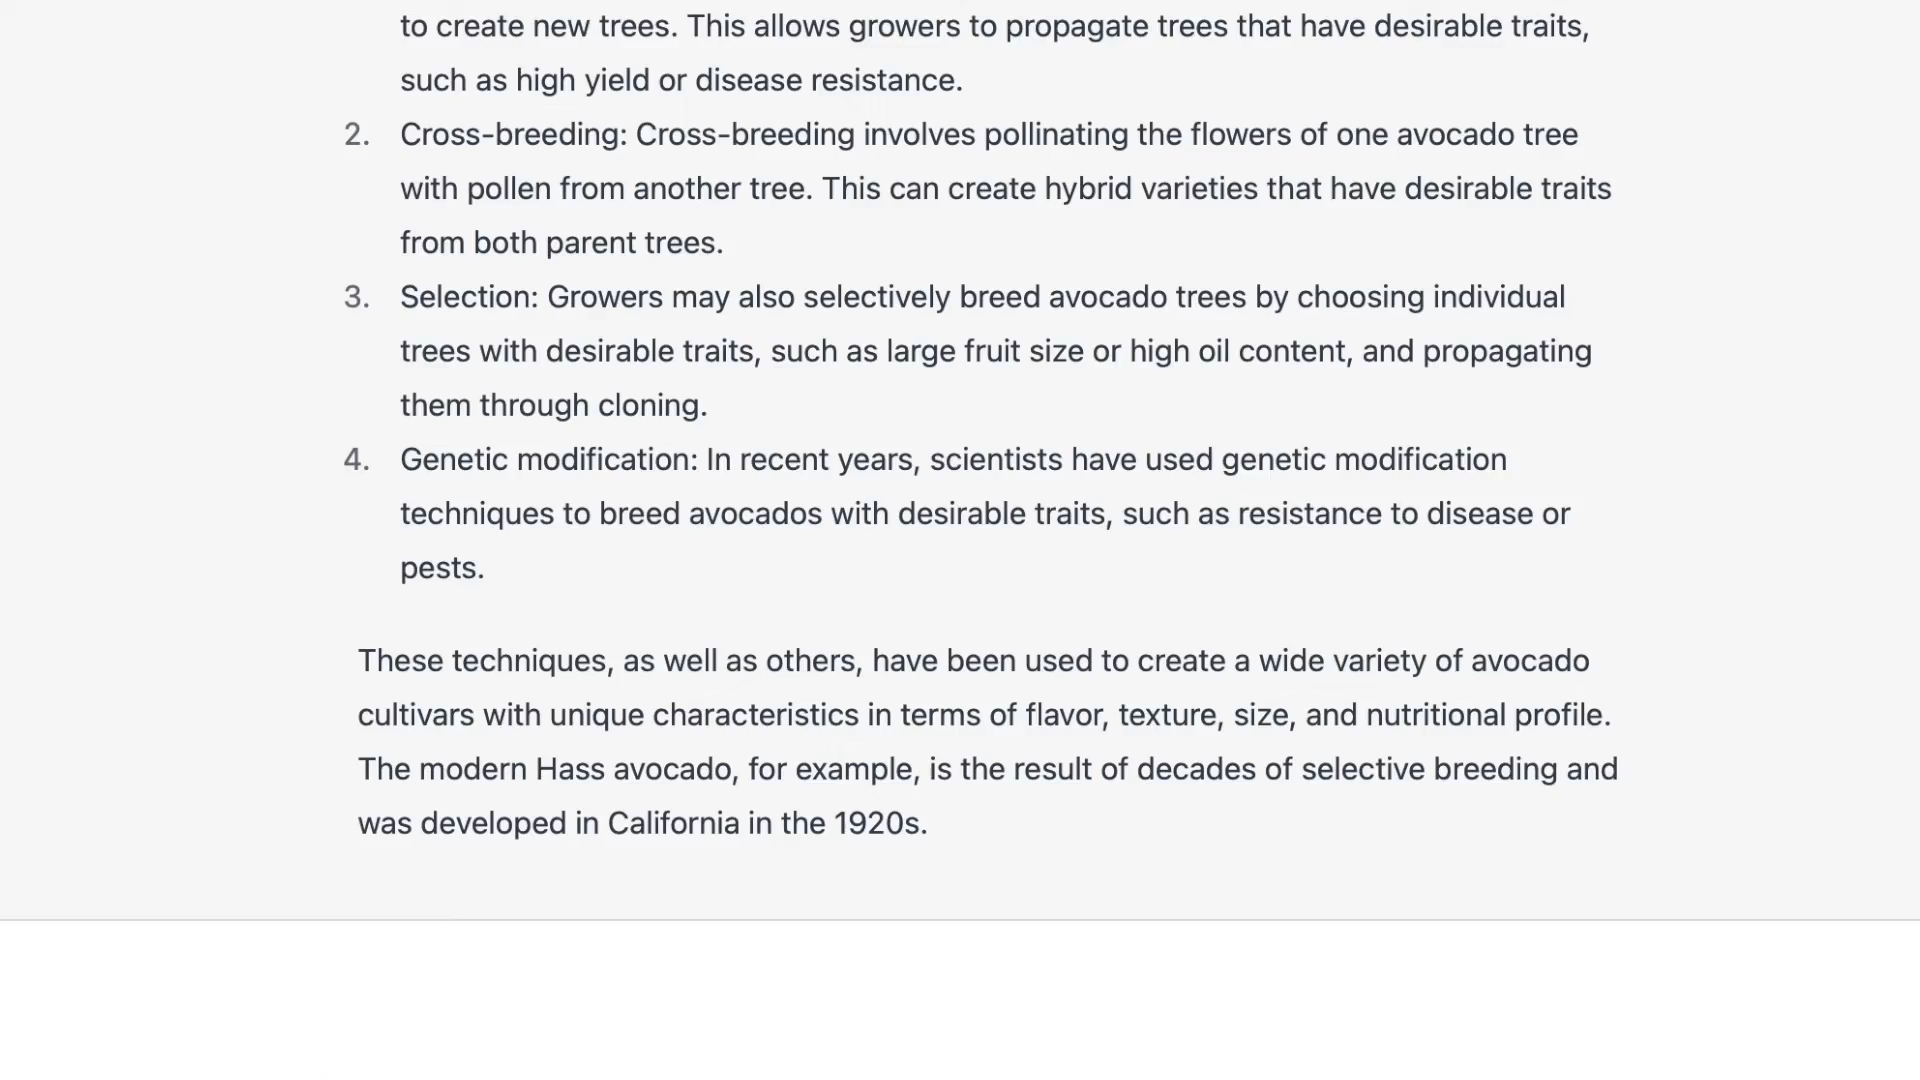 to create new trees. This allows growers to propagate trees that have desirable traits,
such as high yield or disease resistance.
2. Cross-breeding: Cross-breeding involves pollinating the flowers of one avocado tree
with pollen from another tree. This can create hybrid varieties that have desirable traits
from both parent trees.
3. Selection: Growers may also selectively breed avocado trees by choosing individual
trees with desirable traits, such as large fruit size or high oil content, and propagating
them through cloning.
4. Genetic modification: In recent years, scientists have used genetic modification
techniques to breed avocados with desirable traits, such as resistance to disease or
pests.
These techniques, as well as others, have been used to create a wide variety of avocado
cultivars with unique characteristics in terms of flavor, texture, size, and nutritional profile.
The modern Hass avocado, for example, is the result of decades of selective breeding and
was developed in California in the 1920s.